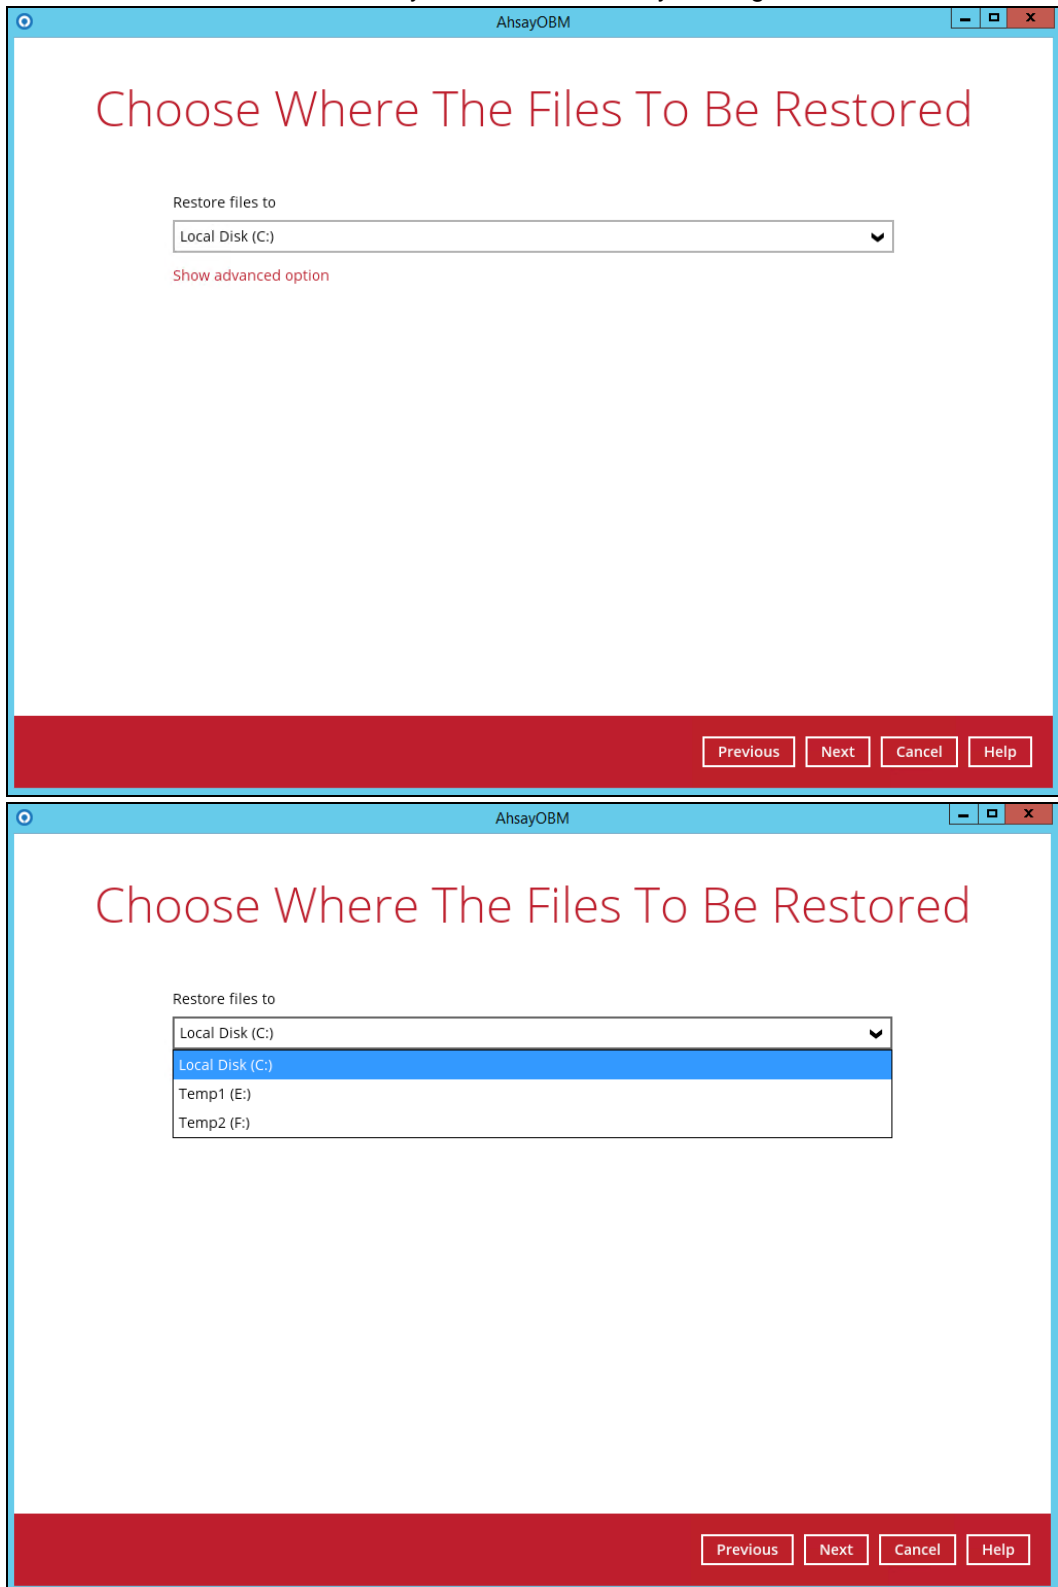 AhsayOBM
Choose Where The Files To Be Restored
Restore files to
Local Disk (C:)
Show advanced option
Previous Next Cancel Help
AhsayOBM
Choose Where The Files To Be Restored
Restore files to
Local Disk (C:)
Local Disk (C:)
Temp1 (E:)
Temp2 (F:)
Previous Next Cancel Help